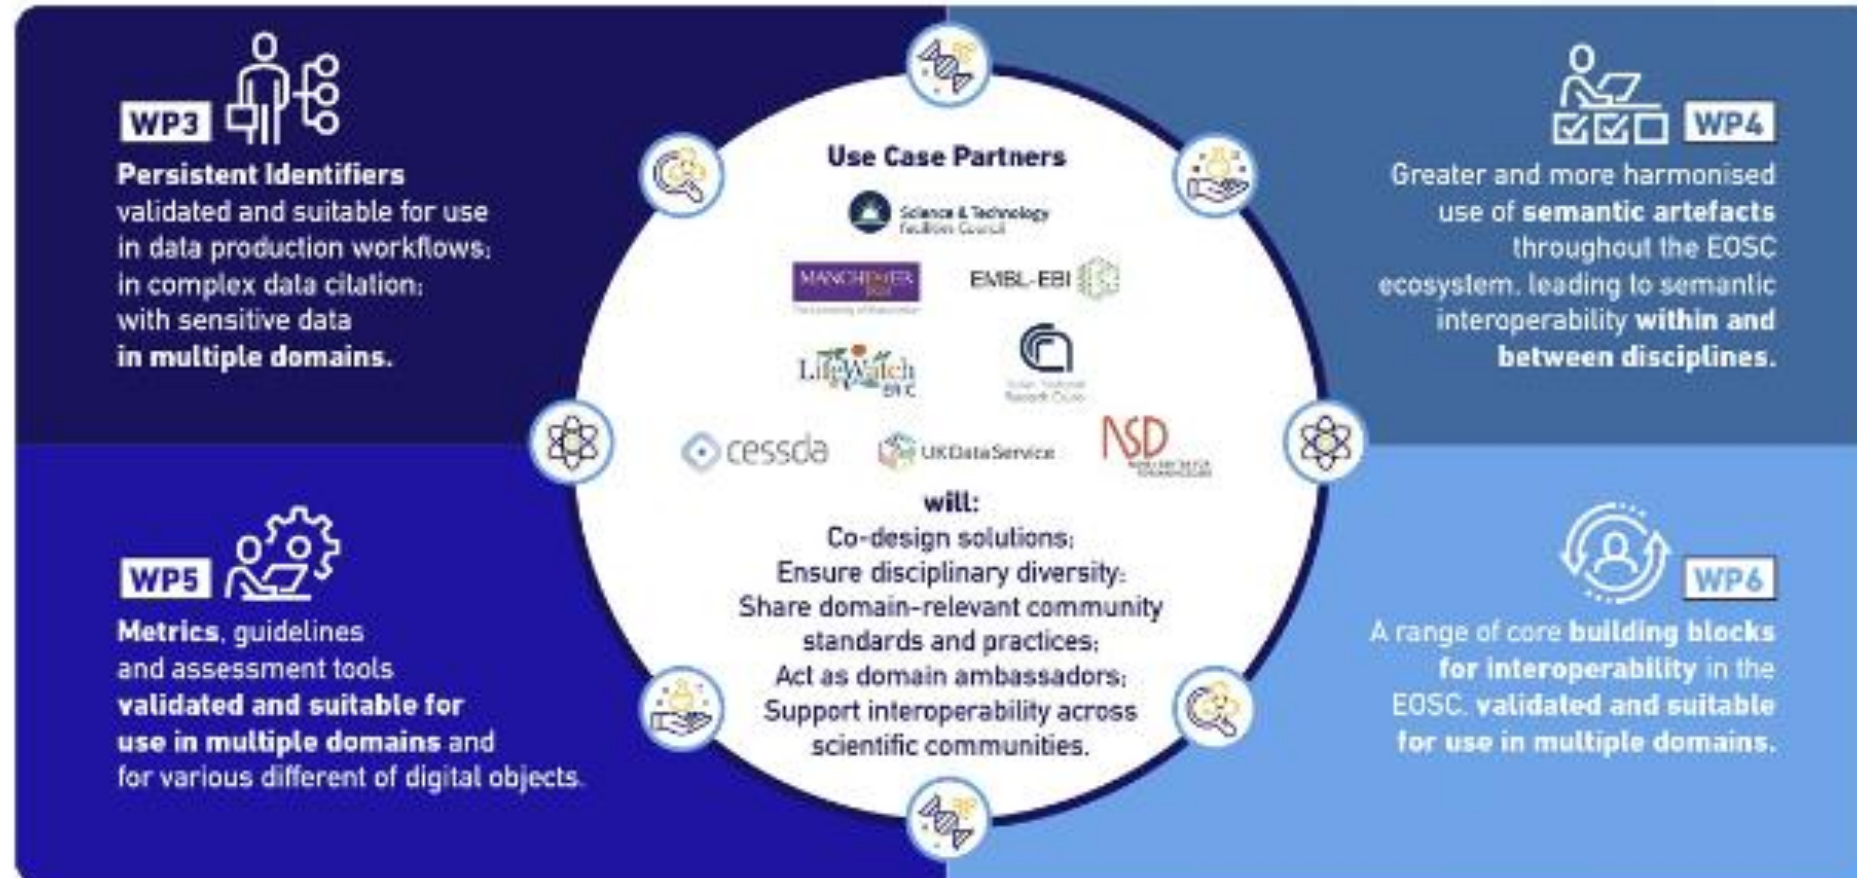 WP3
Persistent Identifiers
validated and suitable for use
in data production workflows;
in complex data citation;
with sensitive data
in multiple domains.
WP4
Greater and more harmonised
use of semantic artefacts
throughout the EOSC
ecosystem, leading to semantic
interoperability within and
between disciplines.
Use Case Partners
Science & Technology
Facilities Council
MANCHESTER
EMBL-EBI
LifeWatch
ERIC
cessda
UK Data Service
NSD
will:
Co-design solutions;
Ensure disciplinary diversity;
Share domain-relevant community
standards and practices;
Act as domain ambassadors;
Support interoperability across
scientific communities.
WP5
Metrics, guidelines
and assessment tools
validated and suitable for
use in multiple domains and
for various different of digital objects.
WP6
A range of core building blocks
for interoperability in the
EOSC, validated and suitable
for use in multiple domains.